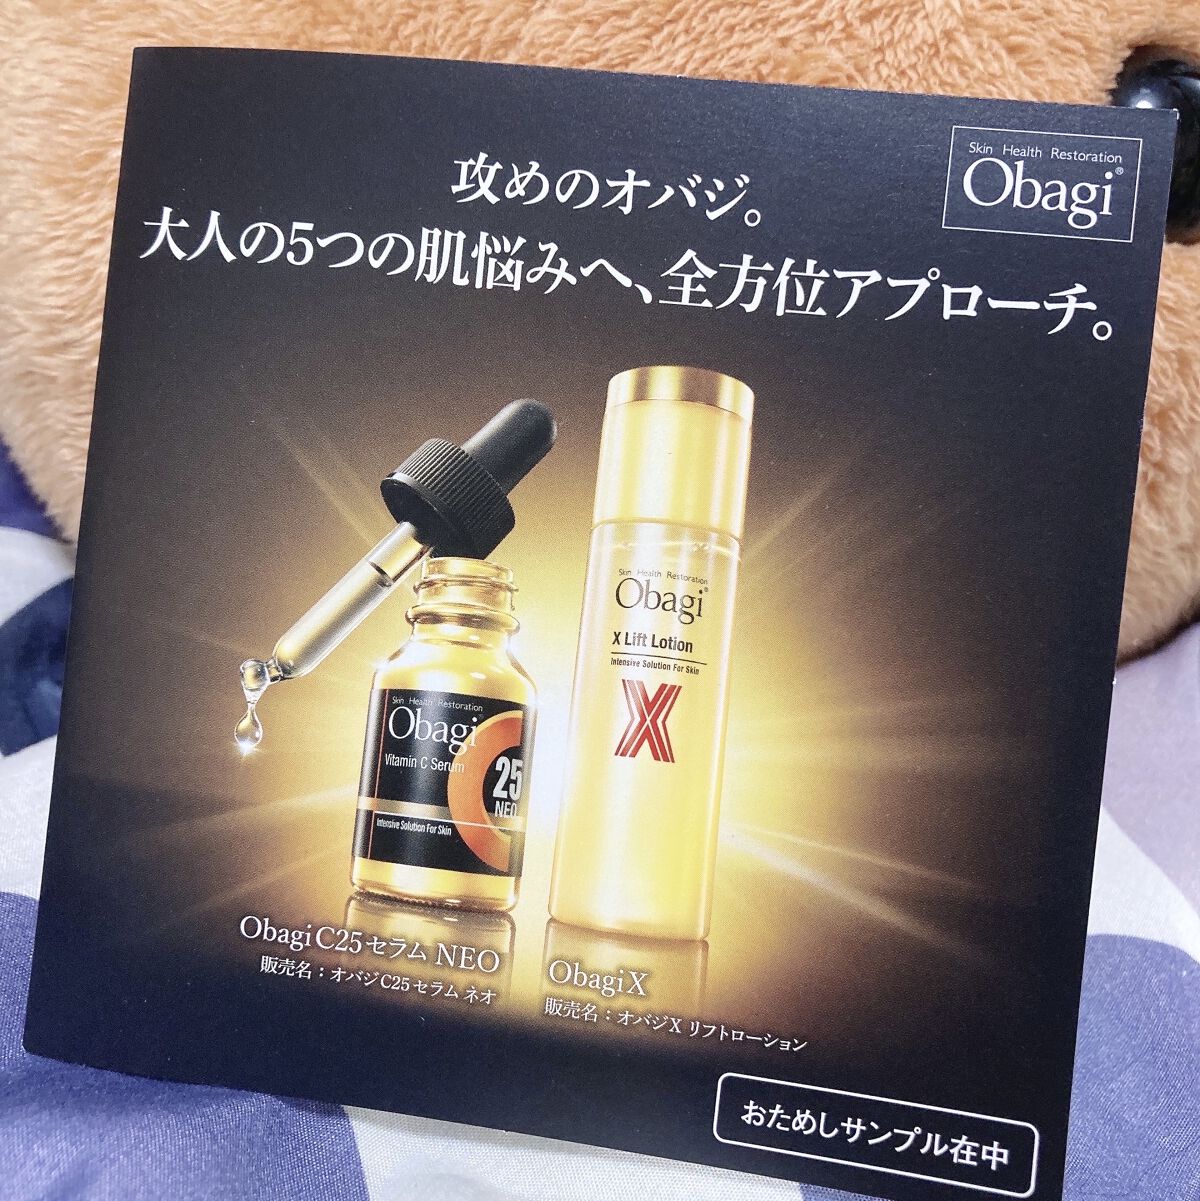 Skin Health Restoration
Obagi®
攻めのオバジ。
大人の5つの肌悩みへ、全方位アプローチ。
Skin Health Restoration
Obagi
Vitamin C Serum
25
NEO
Intensive Solution For Skin
Skin Health Restoration
Obagi®
X Lift Lotion
Intensive Solution For Skin
X
Obagi C25セラム NEO
販売名：オバジC25セラム ネオ
ObagiX
販売名：オバジX リフトローション
おためしサンプル在中